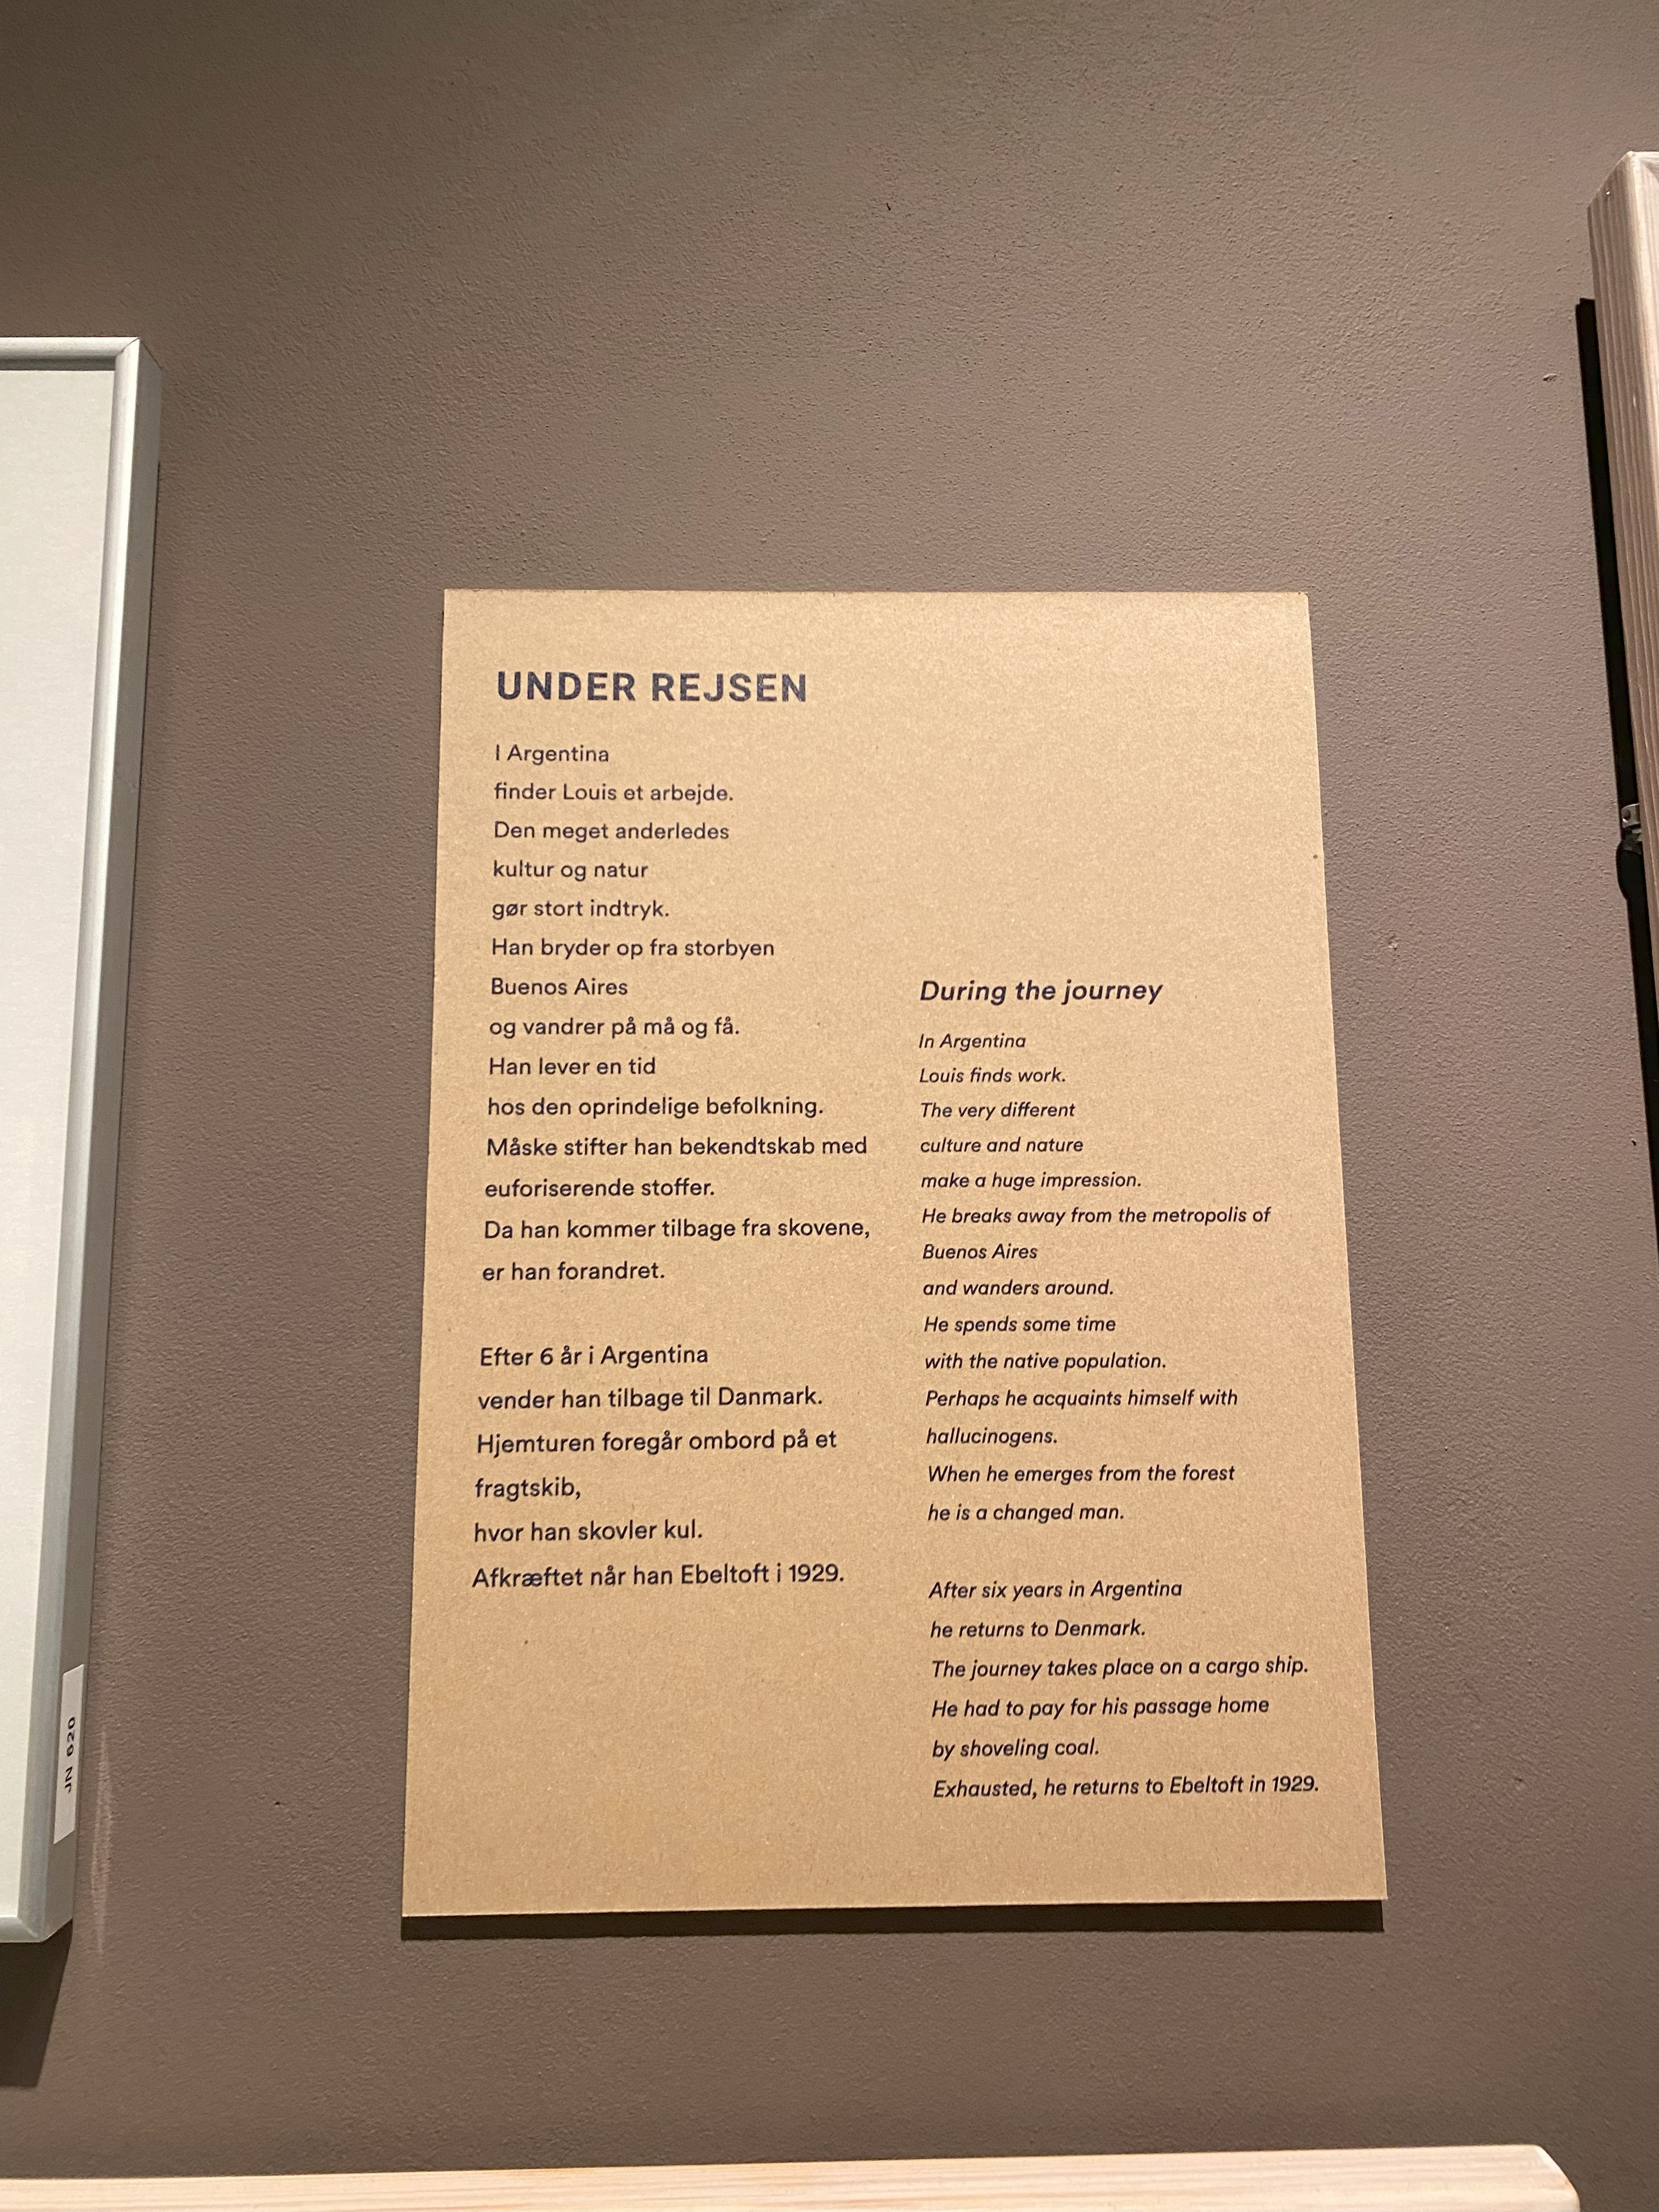 UNDER REJSEN
I Argentina
finder Louis et arbejde.
Den meget anderledes
kultur og natur
gør stort indtryk.
Han bryder op fra storbyen
Buenos Aires
og vandrer på må og få.
Han lever en tid
hos den oprindelige befolkning.
Måske stifter han bekendtskab med
euforiserende stoffer.
Da han kommer tilbage fra skovene,
er han forandret.
Efter 6 år i Argentina
vender han tilbage til Danmark.
Hjemturen foregår ombord på et
fragtskib,
hvor han skovler kul.
Afkræftet når han Ebeltoft i 1929.
During the journey
In Argentina
Louis finds work.
The very different
culture and nature
make a huge impression.
He breaks away from the metropolis of
Buenos Aires
and wanders around.
He spends some time
with the native population.
Perhaps he acquaints himself with
hallucinogens.
When he emerges from the forest
he is a changed man.
After six years in Argentina
he returns to Denmark.
The journey takes place on a cargo ship.
He had to pay for his passage home
by shoveling coal.
Exhausted, he returns to Ebeltoft in 1929.
JN 620